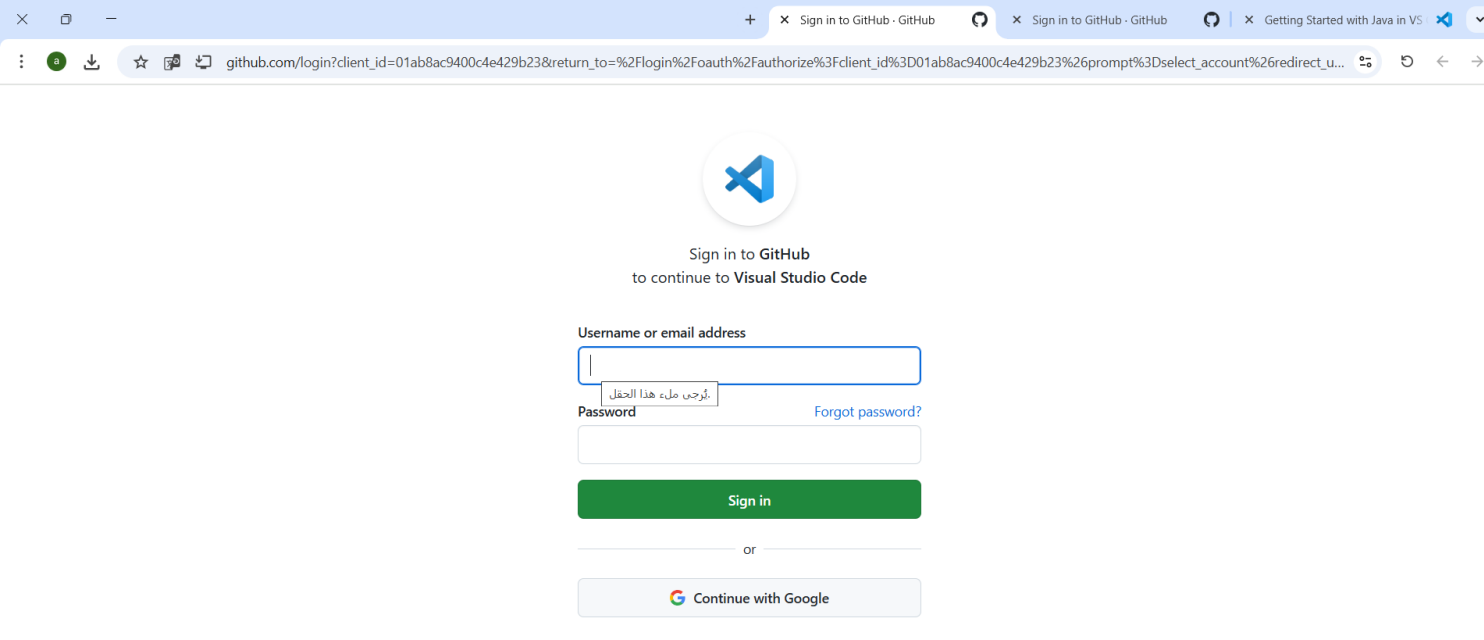 Sign in to GitHub · GitHub
Sign in to GitHub · GitHub
Getting Started with Java in VS
a
github.com/login?client_id=01ab8ac9400c4e429b23&return_to=%2Flogin%2Foauth%2Fauthorize%3Fclient_id%3D01ab8ac9400c4e429b23%26prompt%3Dselect_account%26redirect_u...
Sign in to GitHub
to continue to Visual Studio Code
Username or email address
يُرجى ملء هذا الحقل.
Password Forgot password?
Sign in
or
Continue with Google